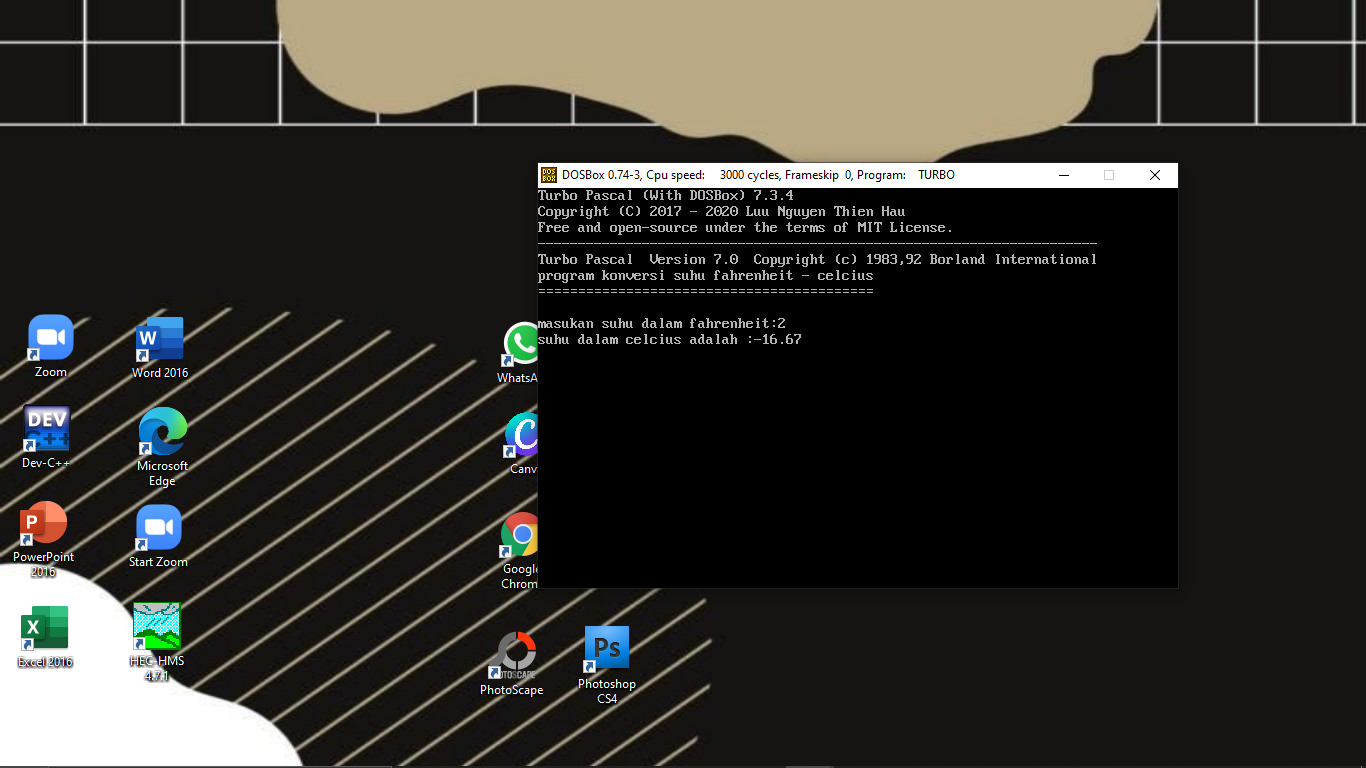 DOSBox 0.74-3, Cpu speed: 3000 cycles, Frameskip 0, Program: TURBO
Turbo Pascal (With DOSBox) 7.3.4
Copyright (C) 2017 - 2020 Luu Nguyen Thien Hau
Free and open-source under the terms of MIT License.
----------------------------------------------------------------------
Turbo Pascal Version 7.0 Copyright (c) 1983,92 Borland International
program konversi suhu fahrenheit - celcius
==========================================
masukan suhu dalam fahrenheit:2
suhu dalam celcius adalah :-16.67
Zoom
Word 2016
WhatsA
DEV
C++
Dev-C++
Microsoft
Edge
Canv
PowerPoint
2016
Start Zoom
Google
Chrom
Excel 2016
HEC-HMS
4.7.1
PhotoScape
Ps
Photoshop
CS4